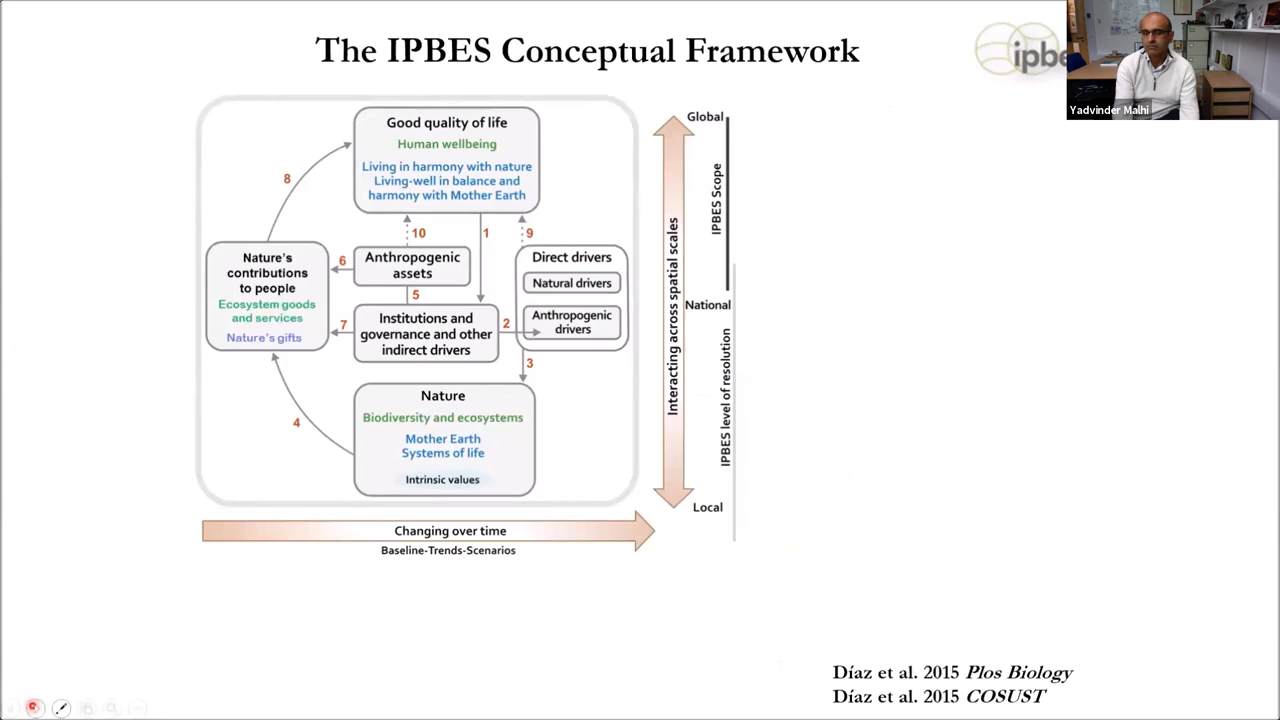 The IPBES Conceptual Framework
ipbe
Yadvinder Malhi
Good quality of life
Human wellbeing
Living in harmony with nature
Living-well in balance and
harmony with Mother Earth
8
10
1
9
Nature's
contributions
to people
Ecosystem goods
and services
Nature's gifts
6
Anthropogenic
assets
5
7
Institutions and
governance and other
indirect drivers
2
Direct drivers
Natural drivers
Anthropogenic
drivers
3
4
Nature
Biodiversity and ecosystems
Mother Earth
Systems of life
Intrinsic values
Changing over time
Baseline-Trends-Scenarios
Interacting across spatial scales
Global
IPBES Scope
National
IPBES level of resolution
Local
Díaz et al. 2015 Plos Biology
Díaz et al. 2015 COSUST